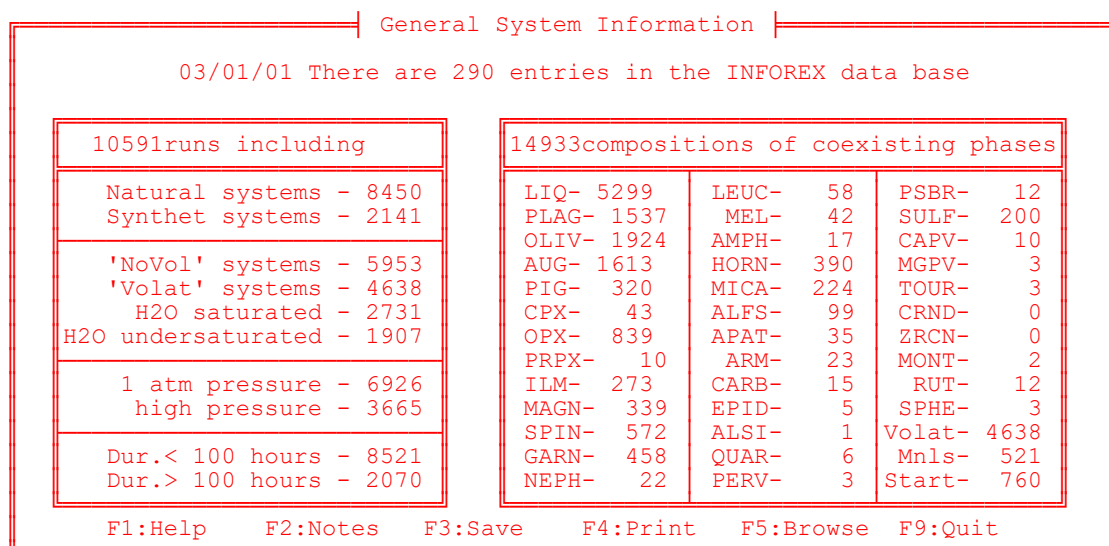 General System Information
03/01/01 There are 290 entries in the INFOREX data base
10591runs including
Natural systems - 8450
Synthet systems - 2141
'NoVol' systems - 5953
'Volat' systems - 4638
H2O saturated - 2731
H2O undersaturated - 1907
1 atm pressure - 6926
high pressure - 3665
Dur.< 100 hours - 8521
Dur.> 100 hours - 2070
14933compositions of coexisting phases
LIQ- 5299 LEUC- 58 PSBR- 12
PLAG- 1537 MEL- 42 SULF- 200
OLIV- 1924 AMPH- 17 CAPV- 10
AUG- 1613 HORN- 390 MGPV- 3
PIG- 320 MICA- 224 TOUR- 3
CPX- 43 ALFS- 99 CRND- 0
OPX- 839 APAT- 35 ZRCN- 0
PRPX- 10 ARM- 23 MONT- 2
ILM- 273 CARB- 15 RUT- 12
MAGN- 339 EPID- 5 SPHE- 3
SPIN- 572 ALSI- 1 Volat- 4638
GARN- 458 QUAR- 6 Mnls- 521
NEPH- 22 PERV- 3 Start- 760
F1:Help F2:Notes F3:Save F4:Print F5:Browse F9:Quit